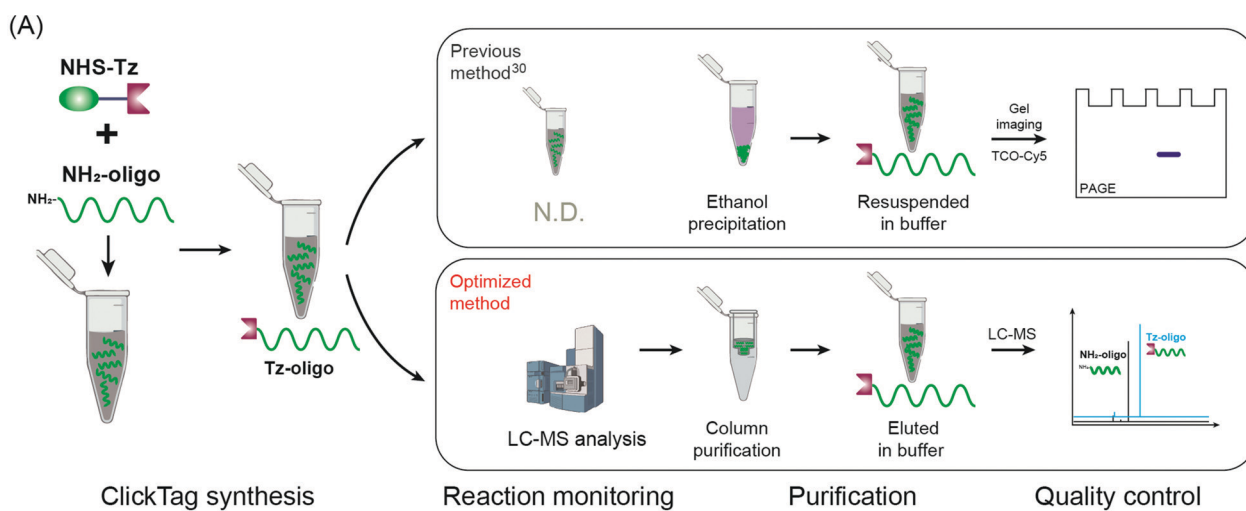 (A)
NHS-Tz
+
NH₂-oligo
NH₂-
Tz-oligo
Previous
method³⁰
N.D.
Ethanol
precipitation
Resuspended
in buffer
Gel
imaging
TCO-Cy5
PAGE
Optimized
method
LC-MS analysis
Column
purification
Eluted
in buffer
LC-MS
NH₂-oligo
NH₂-
Tz-oligo
ClickTag synthesis
Reaction monitoring
Purification
Quality control